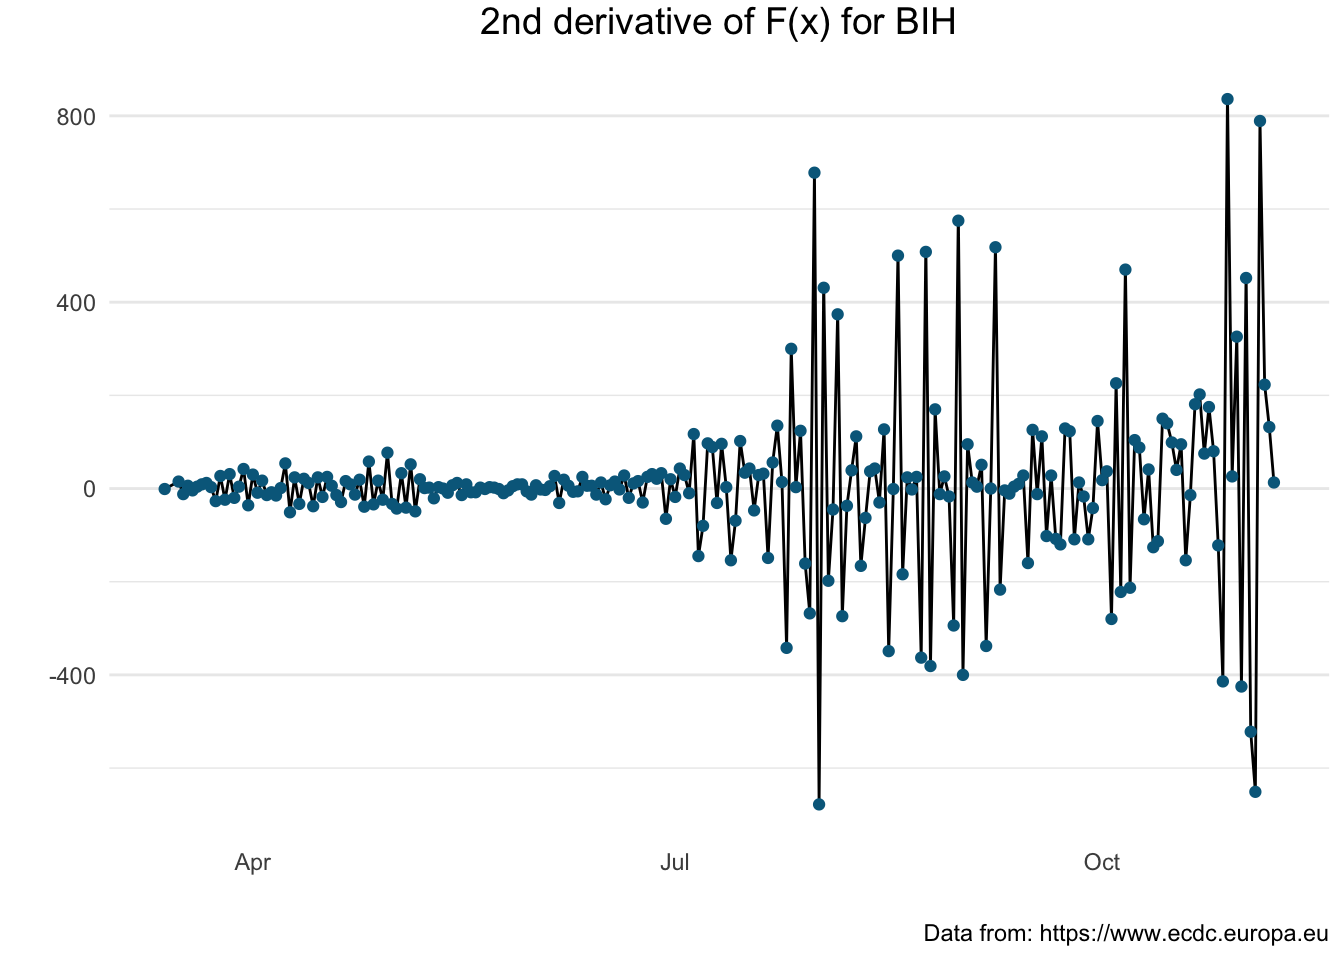 2nd derivative of F(x) for BIH
800
400
0
-400
Apr Jul Oct
Data from: https://www.ecdc.europa.eu